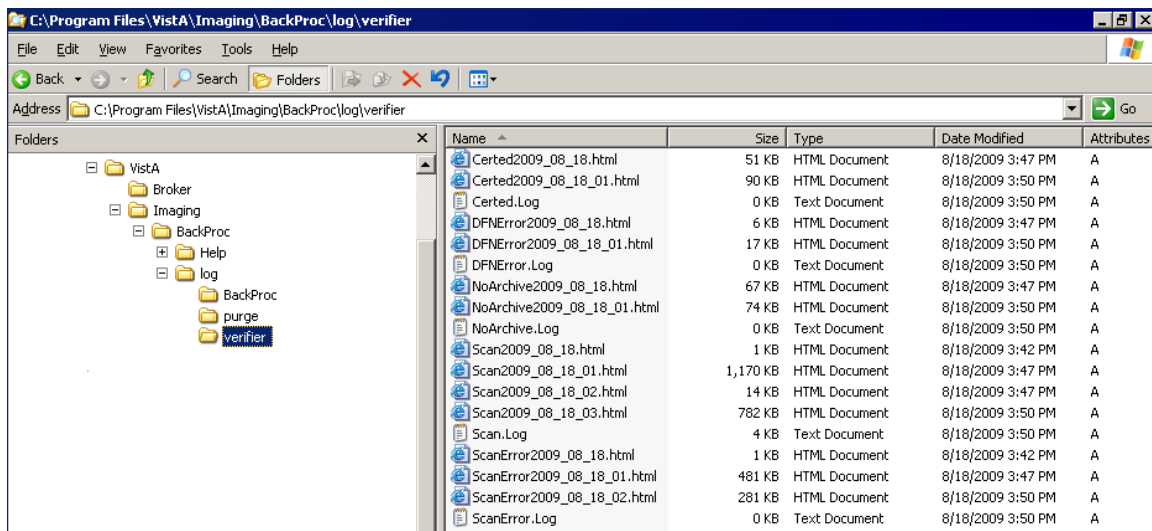 C:\Program Files\VistA\Imaging\BackProc\log\verifier
File Edit View Favorites Tools Help
Back Search Folders
Address C:\Program Files\VistA\Imaging\BackProc\log\verifier Go
Folders x
VistA
Broker
Imaging
BackProc
Help
log
BackProc
purge
verifier
Name Size Type Date Modified Attributes
Certed2009_08_18.html 51 KB HTML Document 8/18/2009 3:47 PM A
Certed2009_08_18_01.html 90 KB HTML Document 8/18/2009 3:50 PM A
Certed.Log 0 KB Text Document 8/18/2009 3:50 PM A
DFNError2009_08_18.html 6 KB HTML Document 8/18/2009 3:47 PM A
DFNError2009_08_18_01.html 17 KB HTML Document 8/18/2009 3:50 PM A
DFNError.Log 0 KB Text Document 8/18/2009 3:50 PM A
NoArchive2009_08_18.html 67 KB HTML Document 8/18/2009 3:47 PM A
NoArchive2009_08_18_01.html 74 KB HTML Document 8/18/2009 3:50 PM A
NoArchive.Log 0 KB Text Document 8/18/2009 3:50 PM A
Scan2009_08_18.html 1 KB HTML Document 8/18/2009 3:42 PM A
Scan2009_08_18_01.html 1,170 KB HTML Document 8/18/2009 3:47 PM A
Scan2009_08_18_02.html 14 KB HTML Document 8/18/2009 3:47 PM A
Scan2009_08_18_03.html 782 KB HTML Document 8/18/2009 3:50 PM A
Scan.Log 4 KB Text Document 8/18/2009 3:50 PM A
ScanError2009_08_18.html 1 KB HTML Document 8/18/2009 3:42 PM A
ScanError2009_08_18_01.html 481 KB HTML Document 8/18/2009 3:47 PM A
ScanError2009_08_18_02.html 281 KB HTML Document 8/18/2009 3:50 PM A
ScanError.Log 0 KB Text Document 8/18/2009 3:50 PM A